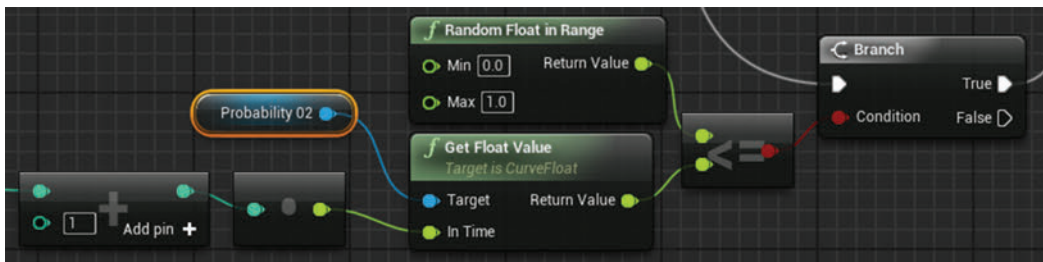 f Random Float in Range
Min 0.0 Return Value
Max 1.0
Branch
True
Condition False
Probability 02
f Get Float Value
Target is CurveFloat
Target Return Value
In Time
<=
+
1 Add pin +